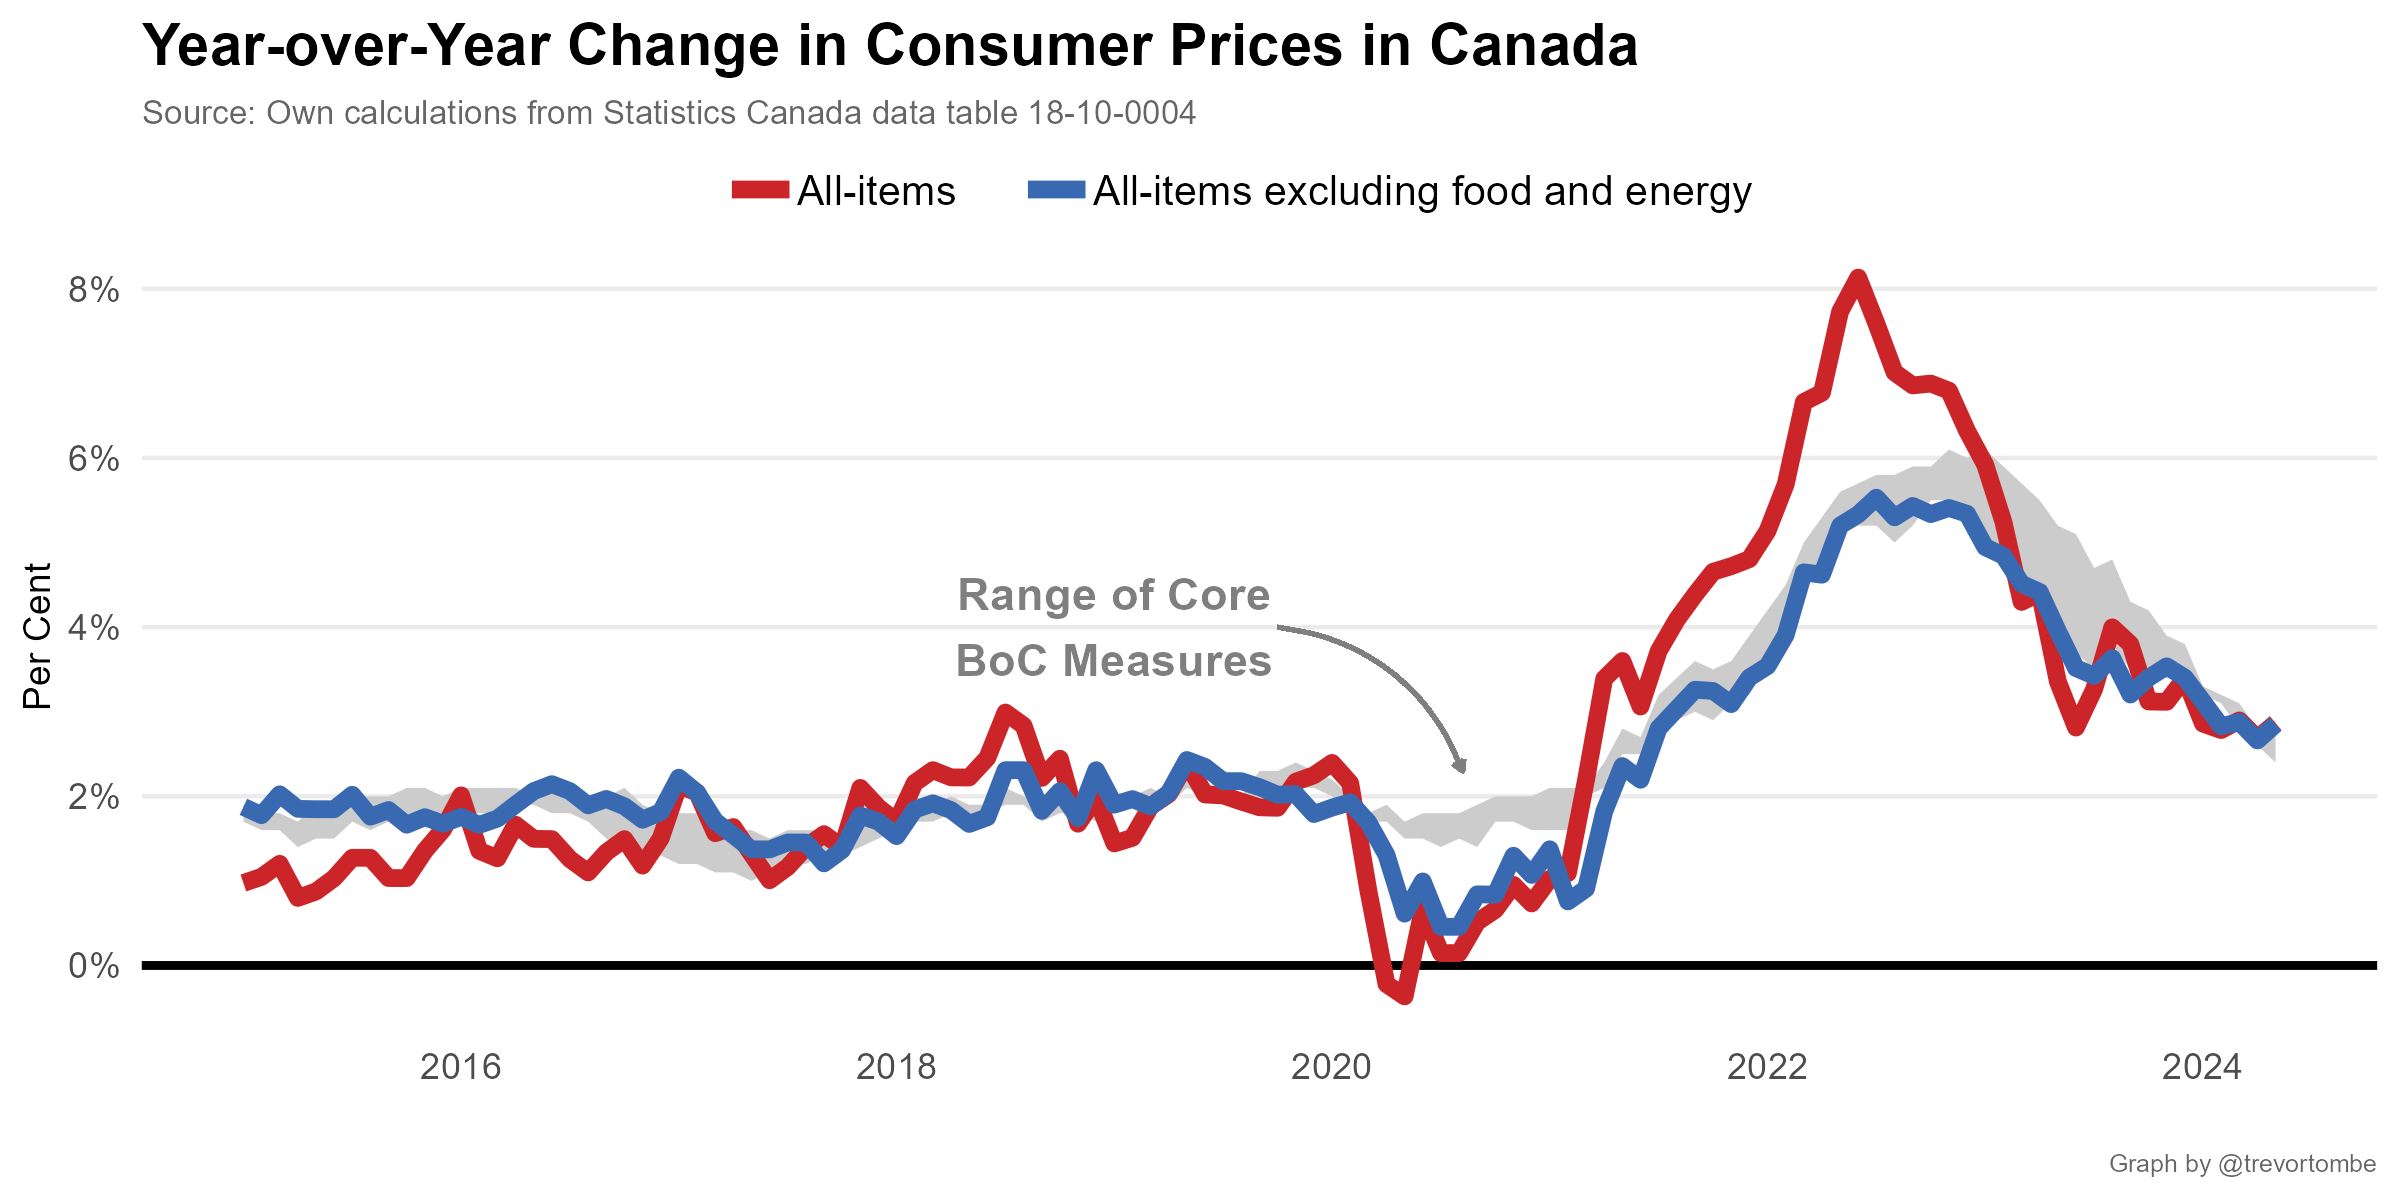 Year-over-Year Change in Consumer Prices in Canada
Source: Own calculations from Statistics Canada data table 18-10-0004
All-items All-items excluding food and energy
Per Cent
8%
6%
4%
2%
0%
Range of Core
BoC Measures
2016 2018 2020 2022 2024
Graph by @trevortombe